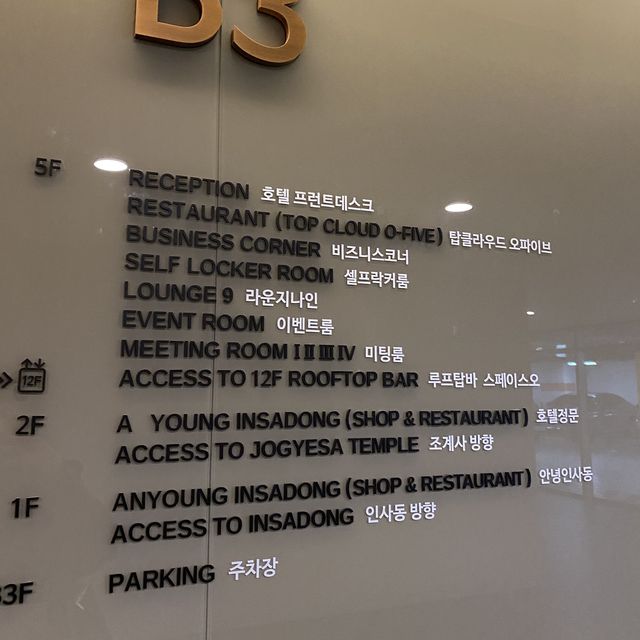 B3
5F
RECEPTION 호텔 프런트데스크
RESTAURANT (TOP CLOUD O-FIVE) 탑클라우드 오파이브
BUSINESS CORNER 비즈니스코너
SELF LOCKER ROOM 셀프락커룸
LOUNGE 9 라운지나인
EVENT ROOM 이벤트룸
MEETING ROOM I II III IV 미팅룸
12F ACCESS TO 12F ROOFTOP BAR 루프탑바 스페이스오
2F A YOUNG INSADONG (SHOP & RESTAURANT) 호텔정문
ACCESS TO JOGYESA TEMPLE 조계사 방향
1F ANYOUNG INSADONG (SHOP & RESTAURANT) 안녕인사동
ACCESS TO INSADONG 인사동 방향
B3F PARKING 주차장